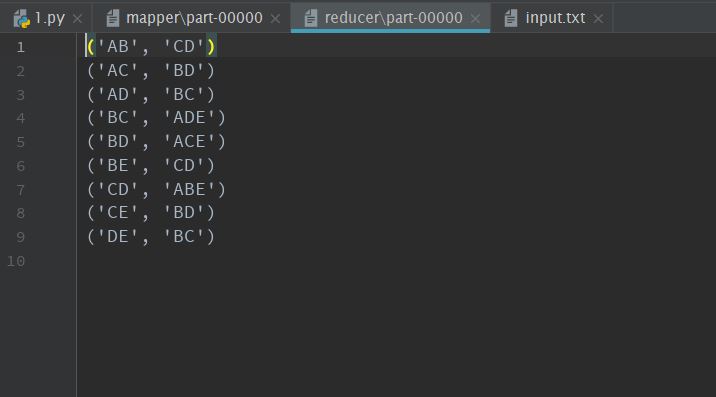 1.py mapper\part-00000 reducer\part-00000 input.txt
1 ('AB', 'CD')
2 ('AC', 'BD')
3 ('AD', 'BC')
4 ('BC', 'ADE')
5 ('BD', 'ACE')
6 ('BE', 'CD')
7 ('CD', 'ABE')
8 ('CE', 'BD')
9 ('DE', 'BC')
10